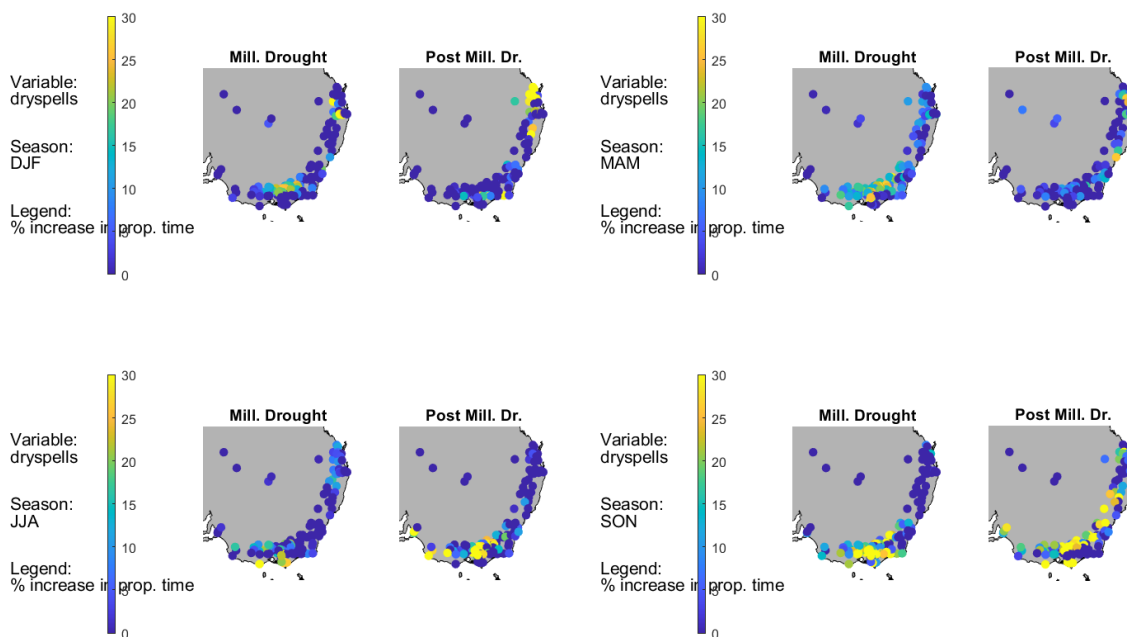 30
25
20
15
10
5
0
Variable:
dryspells
Season:
DJF
Legend:
% increase in prop. time
Mill. Drought
Post Mill. Dr.
30
25
20
15
10
5
0
Variable:
dryspells
Season:
MAM
Legend:
% increase in prop. time
Mill. Drought
Post Mill. Dr.
30
25
20
15
10
5
0
Variable:
dryspells
Season:
JJA
Legend:
% increase in prop. time
Mill. Drought
Post Mill. Dr.
30
25
20
15
10
5
0
Variable:
dryspells
Season:
SON
Legend:
% increase in prop. time
Mill. Drought
Post Mill. Dr.